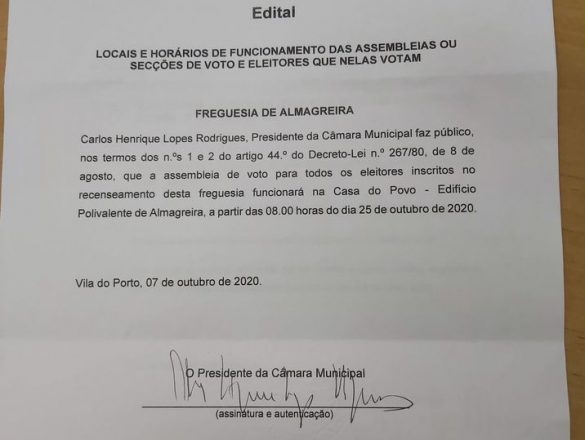 Edital
LOCAIS E HORÁRIOS DE FUNCIONAMENTO DAS ASSEMBLEIAS OU
SECÇÕES DE VOTO E ELEITORES QUE NELAS VOTAM
FREGUESIA DE ALMAGREIRA
Carlos Henrique Lopes Rodrigues, Presidente da Câmara Municipal faz público,
nos termos dos n.ºs 1 e 2 do artigo 44.º do Decreto-Lei n.º 267/80, de 8 de
agosto, que a assembleia de voto para todos os eleitores inscritos no
recenseamento desta freguesia funcionará na Casa do Povo - Edifício
Polivalente de Almagreira, a partir das 08.00 horas do dia 25 de outubro de 2020.
Vila do Porto, 07 de outubro de 2020.
O Presidente da Câmara Municipal
(assinatura e autenticação)